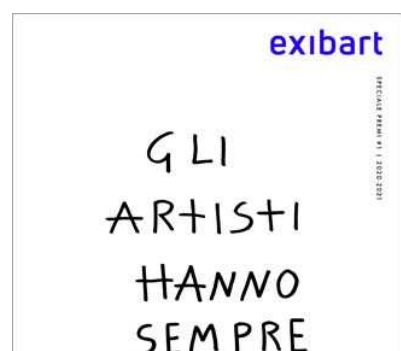 exibart
SPECIALE PREMI #1 | 2020-2021
GLI
ARTISTI
HANNO
SEMPRE